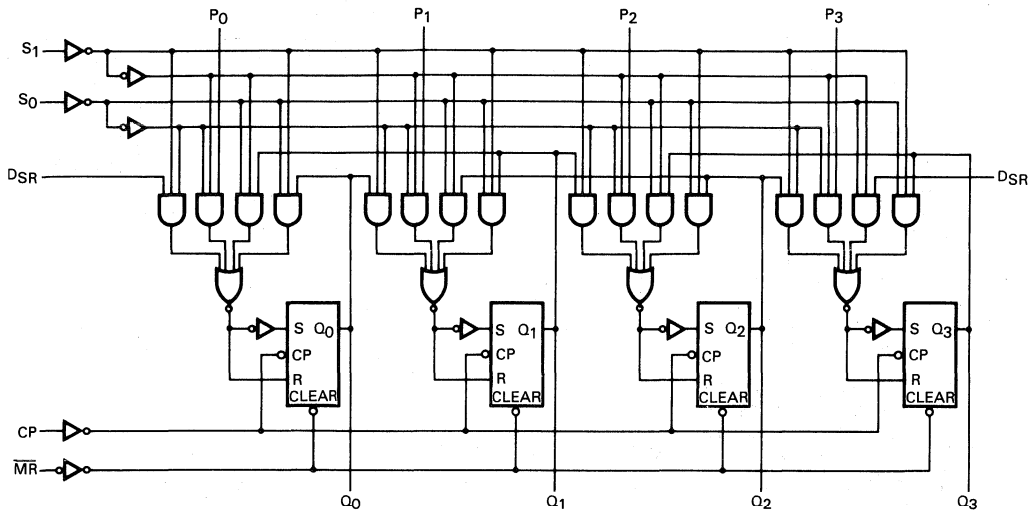 P0 P1 P2 P3
S1
S0
DSR DSR
S Q0 S Q1 S Q2 S Q3
CP CP CP CP
R R R R
CLEAR CLEAR CLEAR CLEAR
CP
MR
Q0 Q1 Q2 Q3